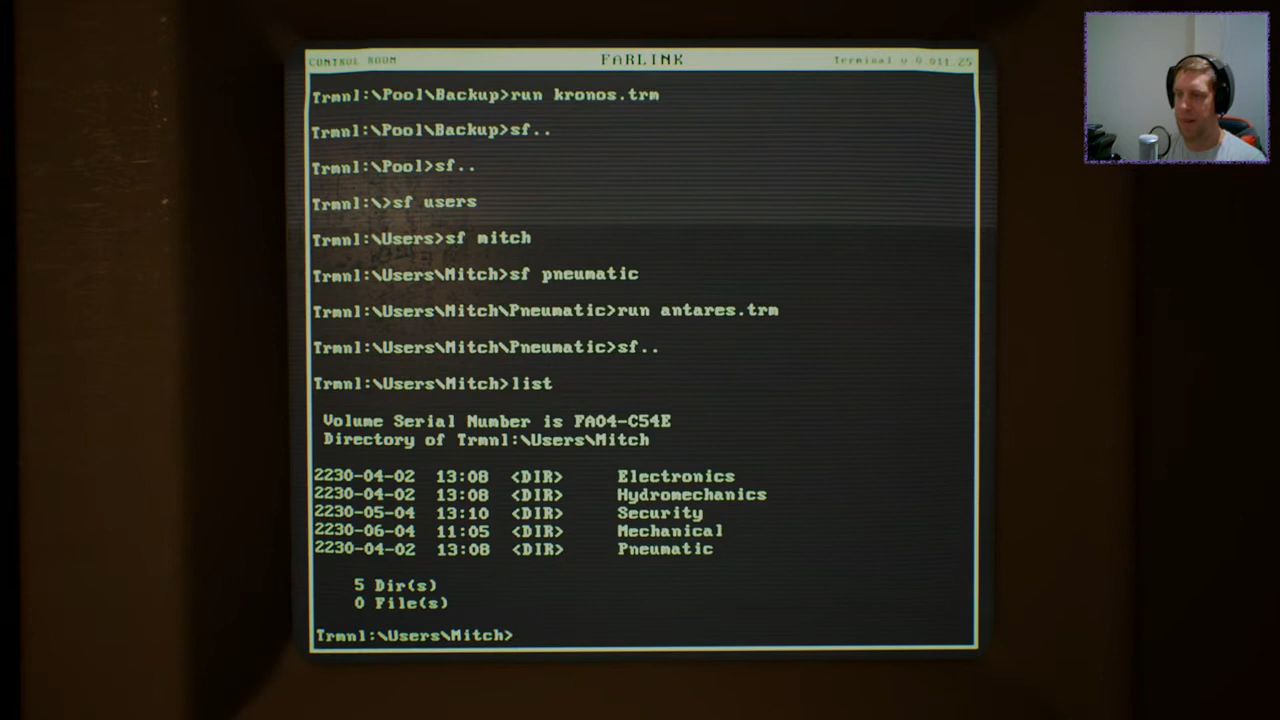 CONTROL ROOM FARLINK Terminal v 9.011.25
Trmnl:\Pool\Backup>run kronos.trm
Trmnl:\Pool\Backup>sf..
Trmnl:\Pool>sf..
Trmnl:\>sf users
Trmnl:\Users>sf mitch
Trmnl:\Users\Mitch>sf pneumatic
Trmnl:\Users\Mitch\Pneumatic>run antares.trm
Trmnl:\Users\Mitch\Pneumatic>sf..
Trmnl:\Users\Mitch>list
Volume Serial Number is FA04-C54E
Directory of Trmnl:\Users\Mitch
2230-04-02 13:08 <DIR> Electronics
2230-04-02 13:08 <DIR> Hydromechanics
2230-05-04 13:10 <DIR> Security
2230-06-04 11:05 <DIR> Mechanical
2230-04-02 13:08 <DIR> Pneumatic
5 Dir(s)
0 File(s)
Trmnl:\Users\Mitch>